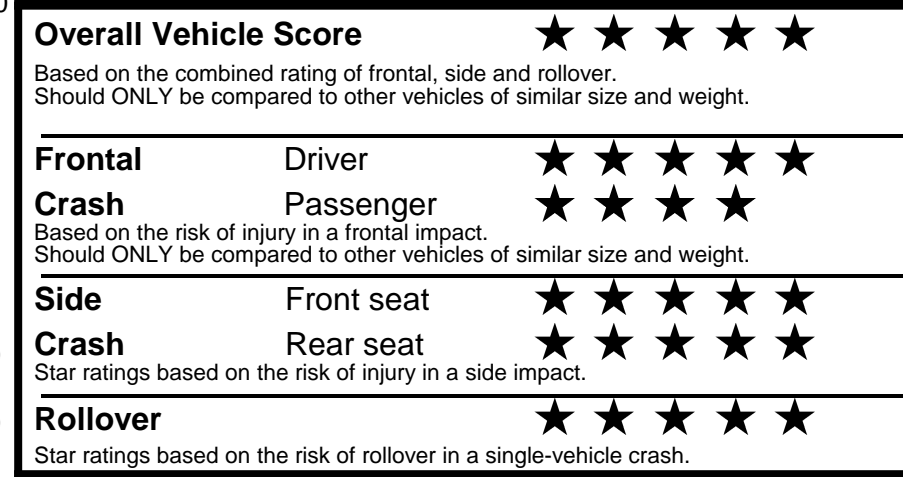 Overall Vehicle Score ★ ★ ★ ★ ★
Based on the combined rating of frontal, side and rollover.
Should ONLY be compared to other vehicles of similar size and weight.
Frontal Driver ★ ★ ★ ★ ★
Crash Passenger ★ ★ ★ ★
Based on the risk of injury in a frontal impact.
Should ONLY be compared to other vehicles of similar size and weight.
Side Front seat ★ ★ ★ ★ ★
Crash Rear seat ★ ★ ★ ★ ★
Star ratings based on the risk of injury in a side impact.
Rollover ★ ★ ★ ★ ★
Star ratings based on the risk of rollover in a single-vehicle crash.